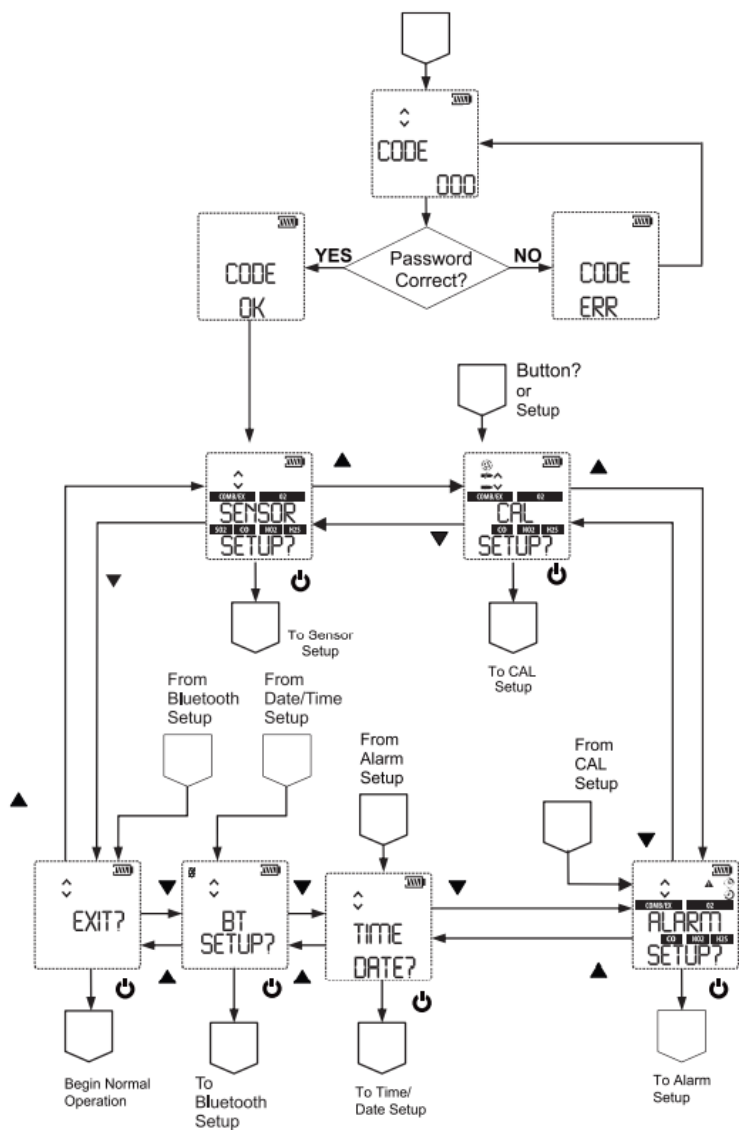 CODE
000
YES
Password
Correct?
NO
CODE
OK
CODE
ERR
Button?
or
Setup
COMB/EX O2
SENSOR
SO2 CO NO2 H2S
SETUP?
COMB/EX O2
CAL
CO NO2 H2S
SETUP?
To Sensor
Setup
To CAL
Setup
From
Bluetooth
Setup
From
Date/Time
Setup
From
Alarm
Setup
From
CAL
Setup
EXIT?
BT
SETUP?
TIME
DATE?
COMB/EX O2
ALARM
CO NO2 H2S
SETUP?
Begin Normal
Operation
To
Bluetooth
Setup
To Time/
Date Setup
To Alarm
Setup